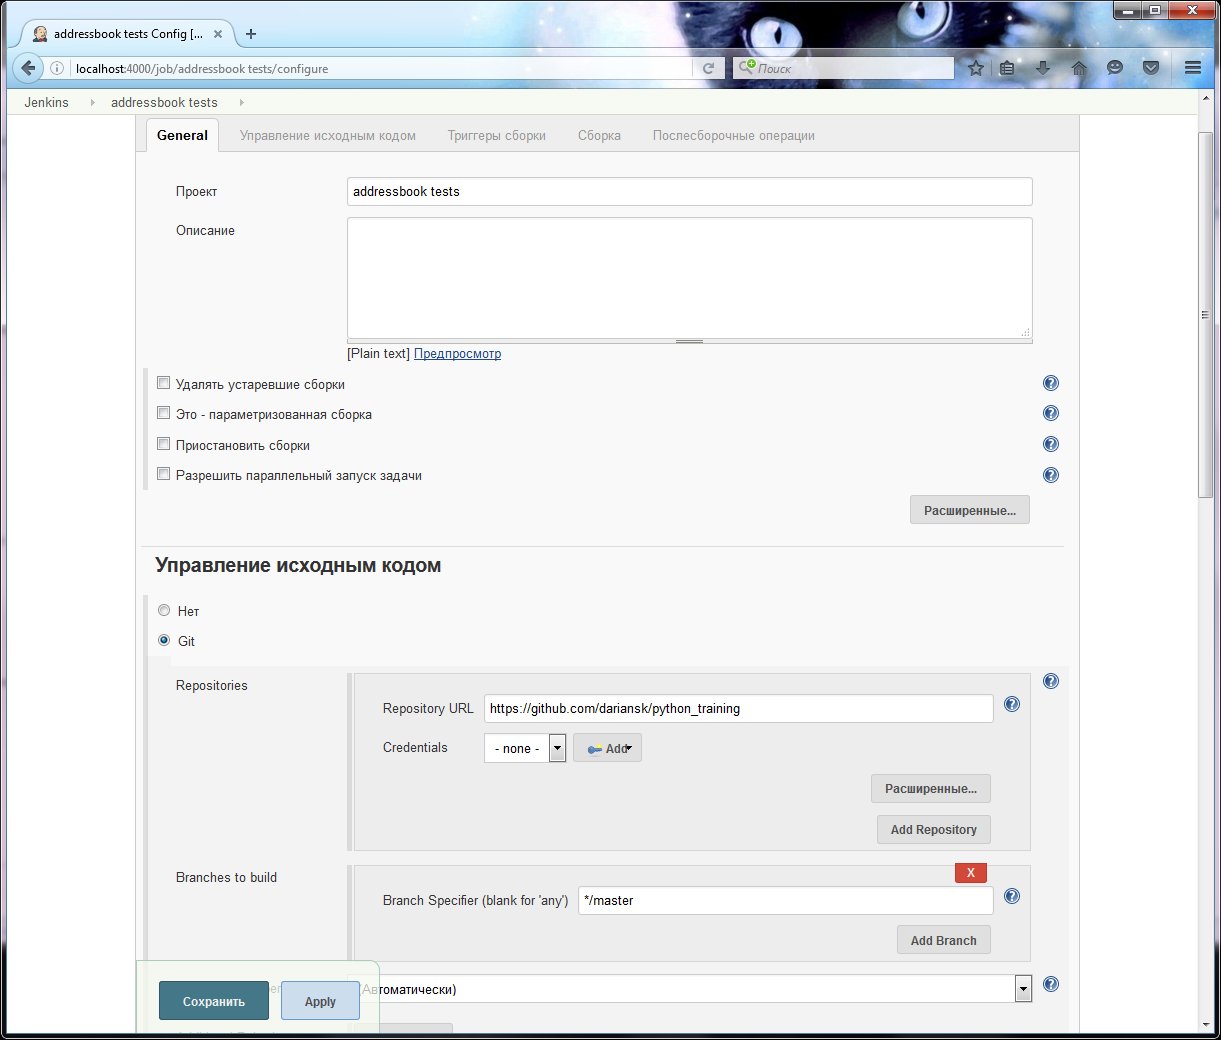 addressbook tests Config [...
localhost:4000/job/addressbook tests/configure
Поиск
Jenkins
addressbook tests
General
Управление исходным кодом
Триггеры сборки
Сборка
Послесборочные операции
Проект
addressbook tests
Описание
[Plain text] Предпросмотр
Удалять устаревшие сборки
Это - параметризованная сборка
Приостановить сборки
Разрешить параллельный запуск задачи
Расширенные...
Управление исходным кодом
Нет
Git
Repositories
Repository URL
https://github.com/dariansk/python_training
Credentials
- none -
Add
Расширенные...
Add Repository
Branches to build
X
Branch Specifier (blank for 'any')
*/master
Add Branch
(Автоматически)
Сохранить
Apply